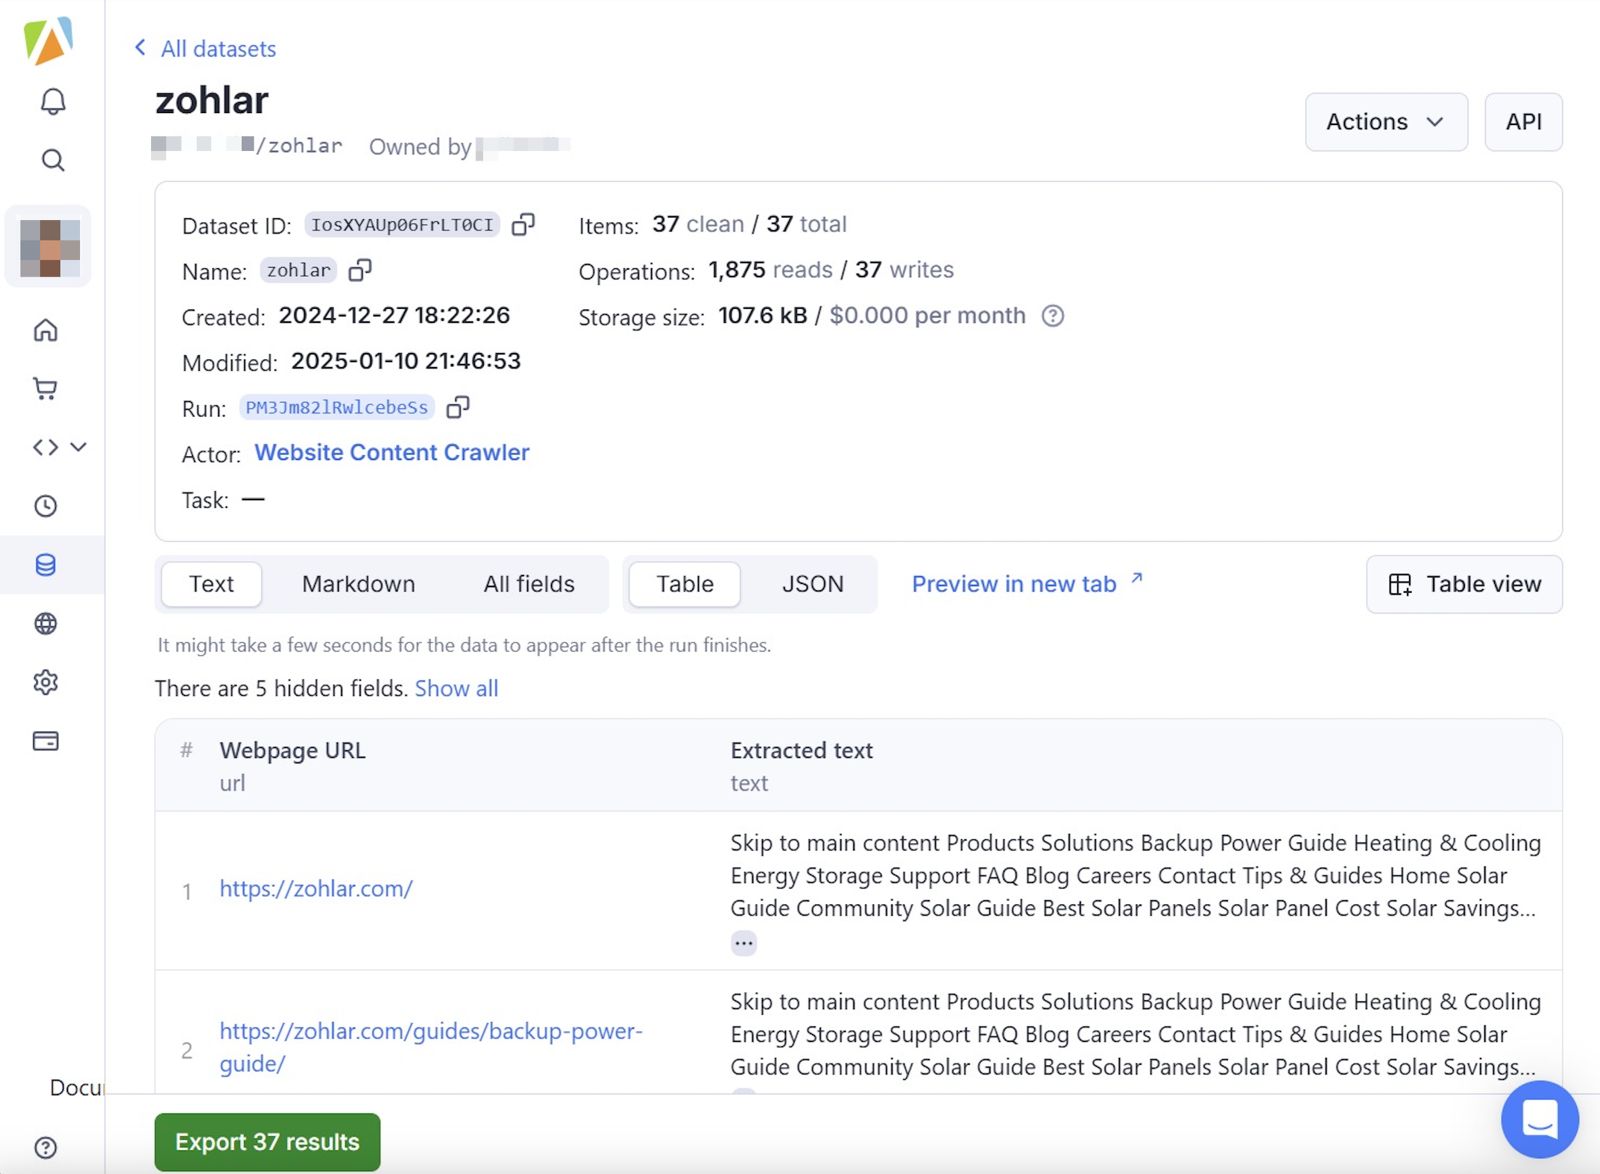 All datasets
zohlar
/zohlar Owned by
Actions
API
Dataset ID: IosXYAUp06FrLT0CI
Items: 37 clean / 37 total
Name: zohlar
Operations: 1,875 reads / 37 writes
Created: 2024-12-27 18:22:26
Storage size: 107.6 kB / $0.000 per month
Modified: 2025-01-10 21:46:53
Run: PM3Jm82lRwlcebeSs
Actor: Website Content Crawler
Task: —
Text Markdown All fields
Table JSON
Preview in new tab
Table view
It might take a few seconds for the data to appear after the run finishes.
There are 5 hidden fields. Show all
# Webpage URL Extracted text
url text
1 https://zohlar.com/
Skip to main content Products Solutions Backup Power Guide Heating & Cooling
Energy Storage Support FAQ Blog Careers Contact Tips & Guides Home Solar
Guide Community Solar Guide Best Solar Panels Solar Panel Cost Solar Savings...
...
2 https://zohlar.com/guides/backup-power-
guide/
Skip to main content Products Solutions Backup Power Guide Heating & Cooling
Energy Storage Support FAQ Blog Careers Contact Tips & Guides Home Solar
Guide Community Solar Guide Best Solar Panels Solar Panel Cost Solar Savings...
Docu
Export 37 results